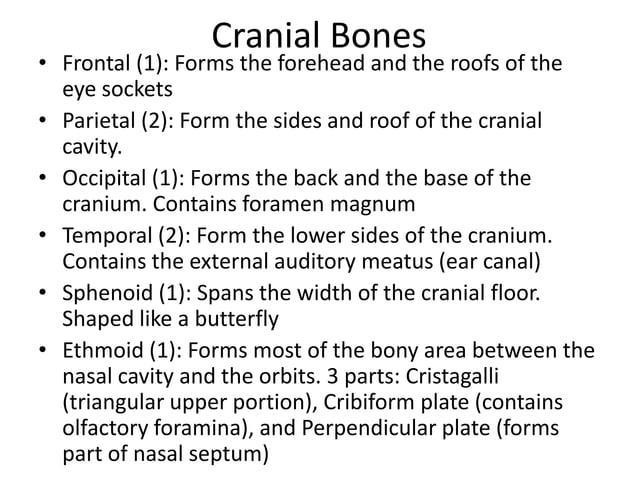 Cranial Bones
• Frontal (1): Forms the forehead and the roofs of the
eye sockets
• Parietal (2): Form the sides and roof of the cranial
cavity.
• Occipital (1): Forms the back and the base of the
cranium. Contains foramen magnum
• Temporal (2): Form the lower sides of the cranium.
Contains the external auditory meatus (ear canal)
• Sphenoid (1): Spans the width of the cranial floor.
Shaped like a butterfly
• Ethmoid (1): Forms most of the bony area between the
nasal cavity and the orbits. 3 parts: Cristagalli
(triangular upper portion), Cribiform plate (contains
olfactory foramina), and Perpendicular plate (forms
part of nasal septum)